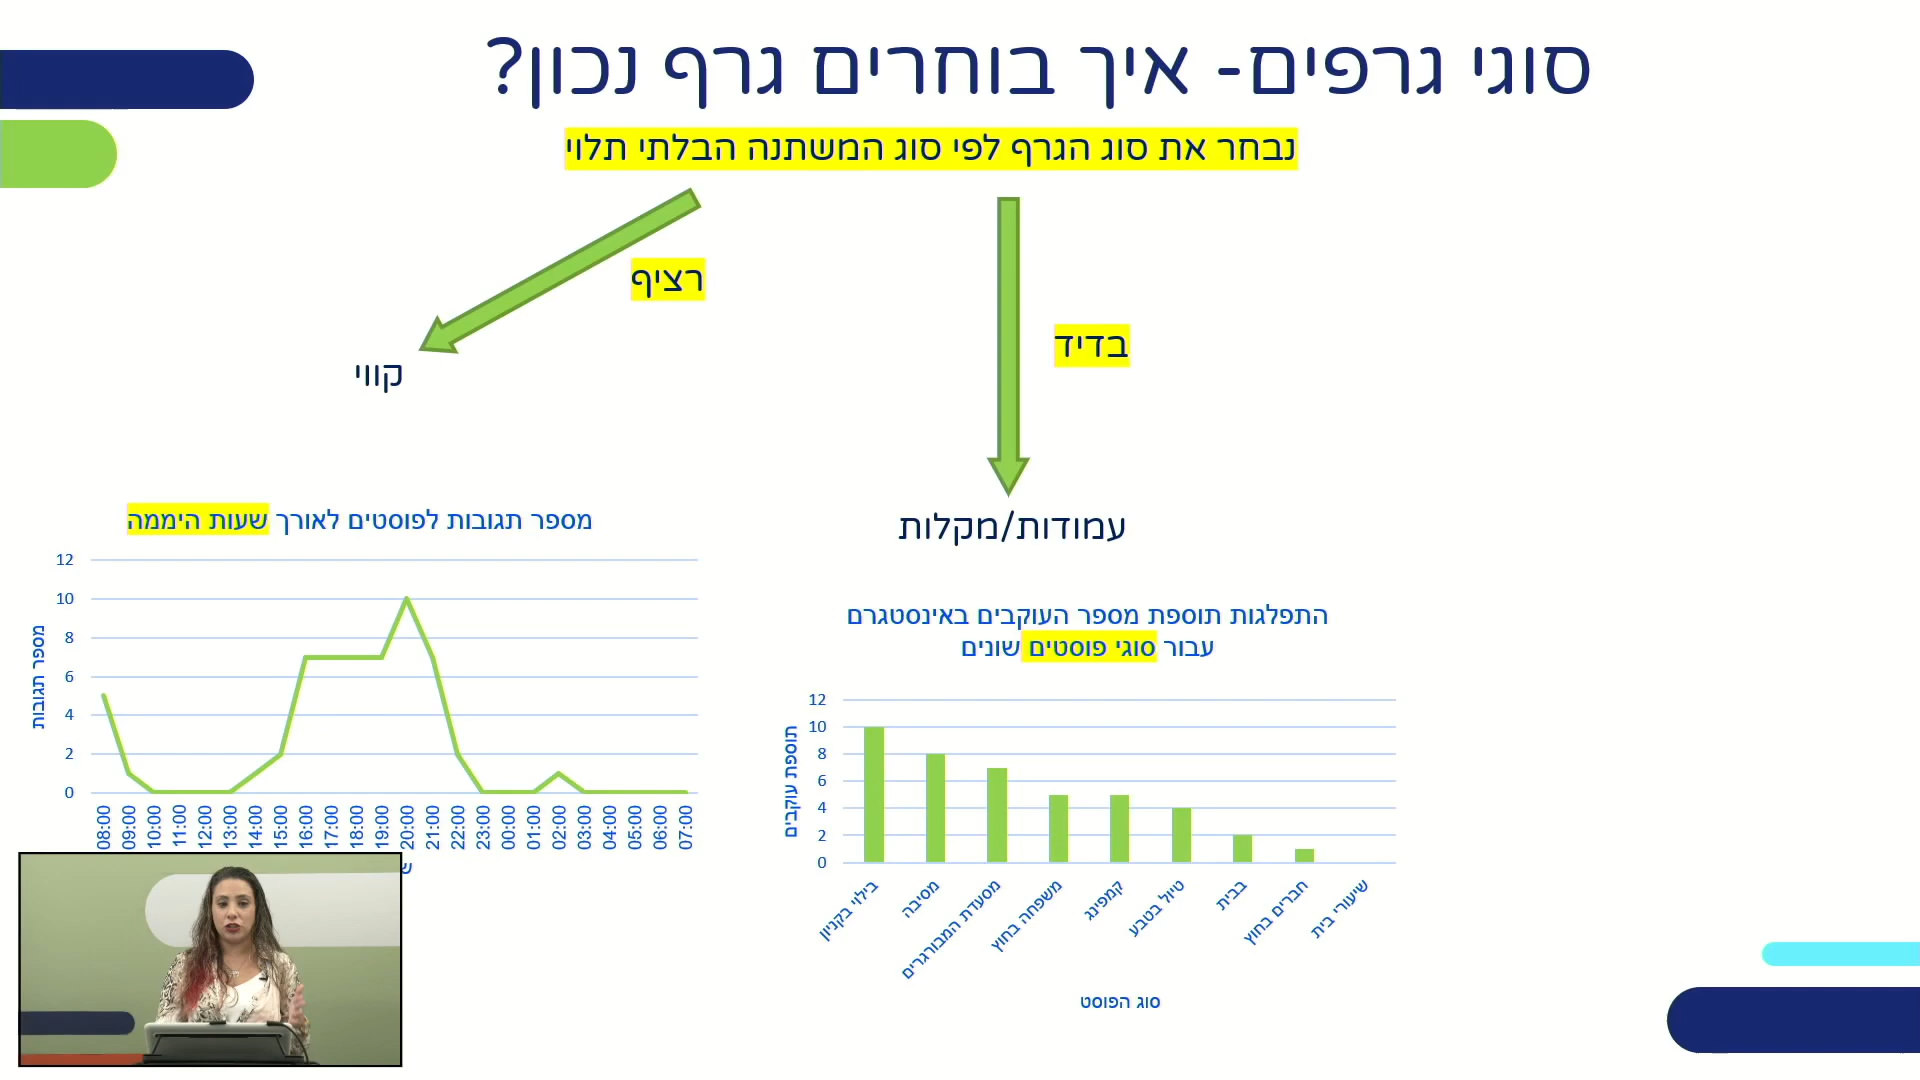 סוגי גרפים- איך בוחרים גרף נכון?
נבחר את סוג הגרף לפי סוג המשתנה הבלתי תלוי
רציף
בדיד
קווי
עמודות/מקלות
מספר תגובות לפוסטים לאורך שעות היממה
12
10
8
6
4
2
0
מספר תגובות
08:00
09:00
10:00
11:00
12:00
13:00
14:00
15:00
16:00
17:00
18:00
19:00
20:00
21:00
22:00
23:00
00:00
01:00
02:00
03:00
04:00
05:00
06:00
07:00
התפלגות תוספת מספר העוקבים באינסטגרם
עבור סוגי פוסטים שונים
12
10
8
6
4
2
0
תוספת עוקבים
בילוי בקניון
מסיבה
מסעדת המבורגרים
משפחה בחוץ
קמפינג
טיול בטבע
בבית
חברים בחוץ
שיעורי בית
סוג הפוסט